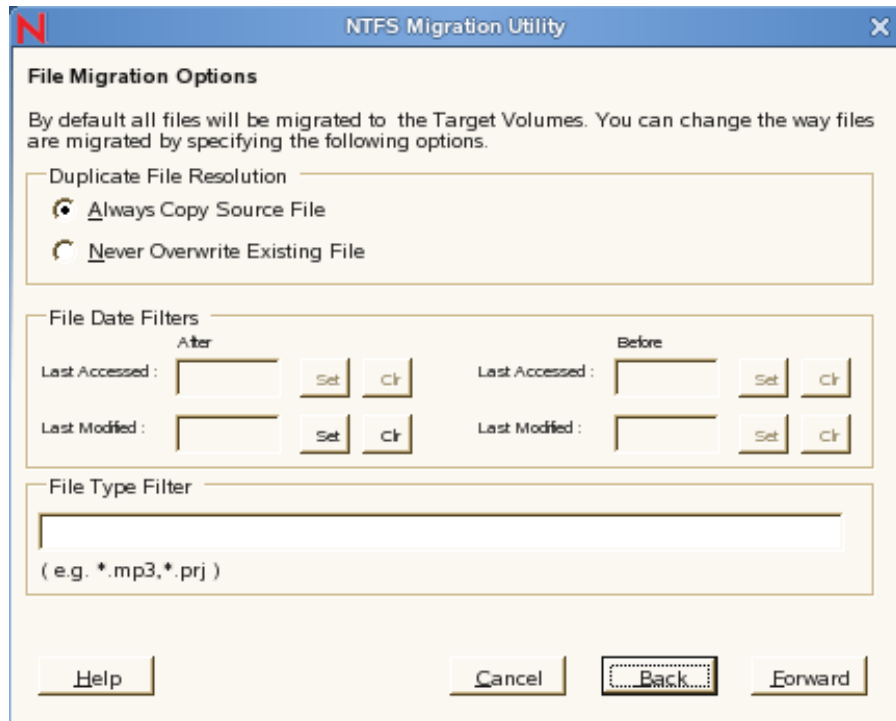 NTFS Migration Utility
File Migration Options
By default all files will be migrated to the Target Volumes. You can change the way files
are migrated by specifying the following options.
Duplicate File Resolution
Always Copy Source File
Never Overwrite Existing File
File Date Filters
After Before
Last Accessed : Set Clr Last Accessed : Set Clr
Last Modified : Set Clr Last Modified : Set Clr
File Type Filter
( e.g. *.mp3,*.prj )
Help Cancel Back Forward